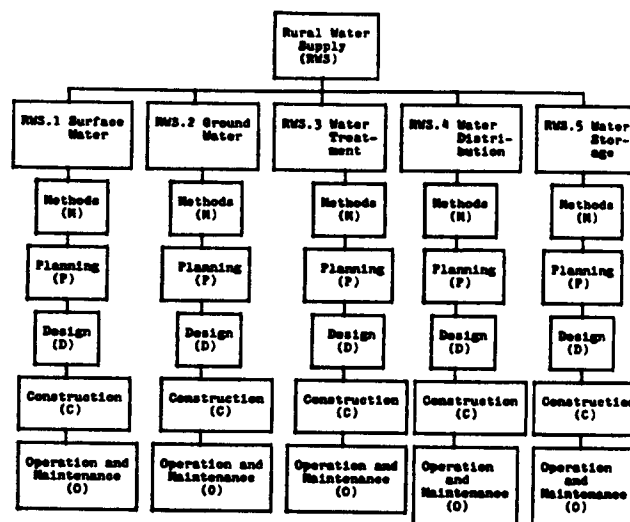 Rural Water
Supply
(RWS)
RWS.1 Surface
Water
RWS.2 Ground
Water
RWS.3 Water
Treat-
ment
RWS.4 Water
Distri-
bution
RWS.5 Water
Stor-
age
Methods
(M)
Methods
(M)
Methods
(M)
Methods
(M)
Methods
(M)
Planning
(P)
Planning
(P)
Planning
(P)
Planning
(P)
Planning
(P)
Design
(D)
Design
(D)
Design
(D)
Design
(D)
Design
(D)
Construction
(C)
Construction
(C)
Construction
(C)
Construction
(C)
Construction
(C)
Operation and
Maintenance
(O)
Operation and
Maintenance
(O)
Operation and
Maintenance
(O)
Operation
and
Maintenance
(O)
Operation
and
Maintenance
(O)